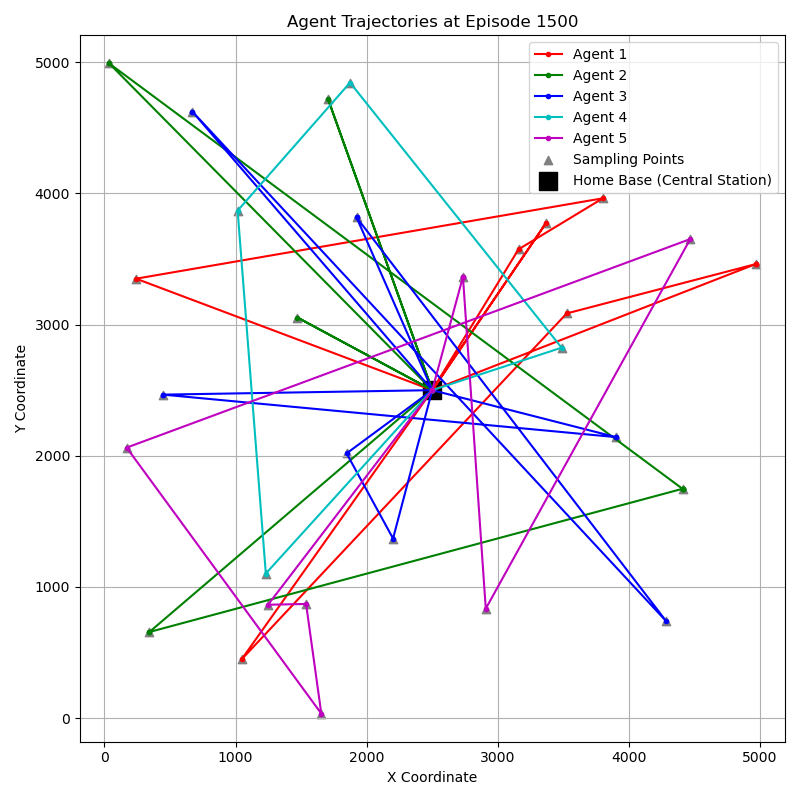 Agent Trajectories at Episode 1500
Agent 1
Agent 2
Agent 3
Agent 4
Agent 5
Sampling Points
Home Base (Central Station)
5000
4000
3000
2000
1000
0
Y Coordinate
0 1000 2000 3000 4000 5000
X Coordinate